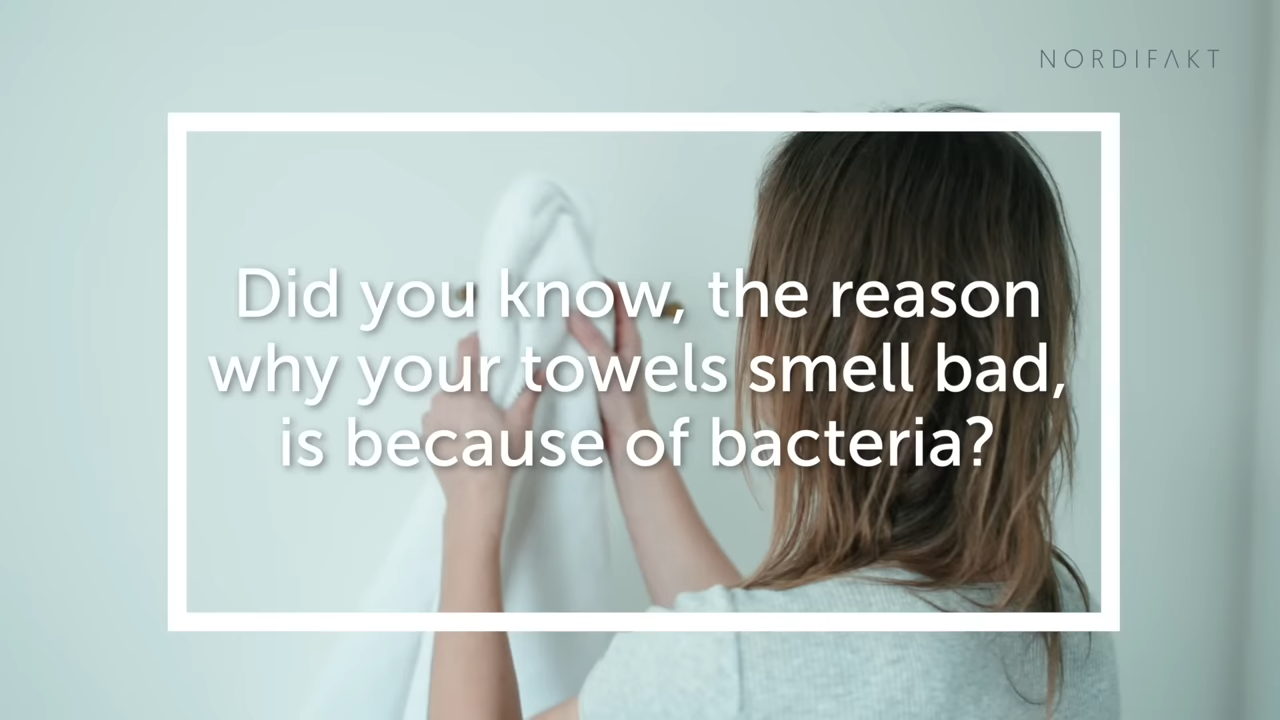 NORDIFAKT
Did you know, the reason
why your towels smell bad,
is because of bacteria?